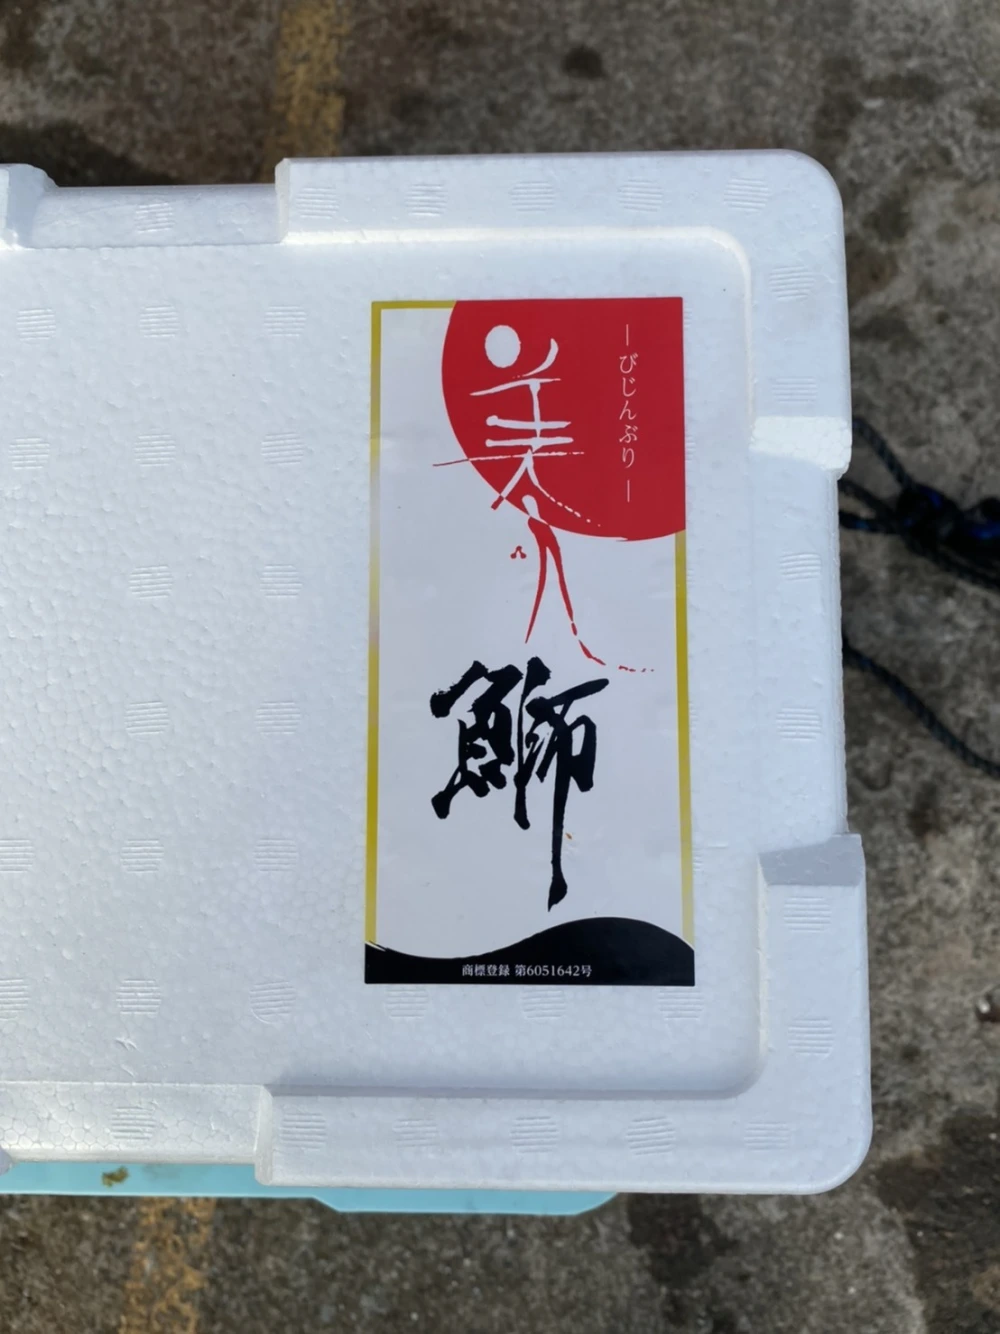 ―びじんぶり―
美人
鰤
商標登録 第6051642号